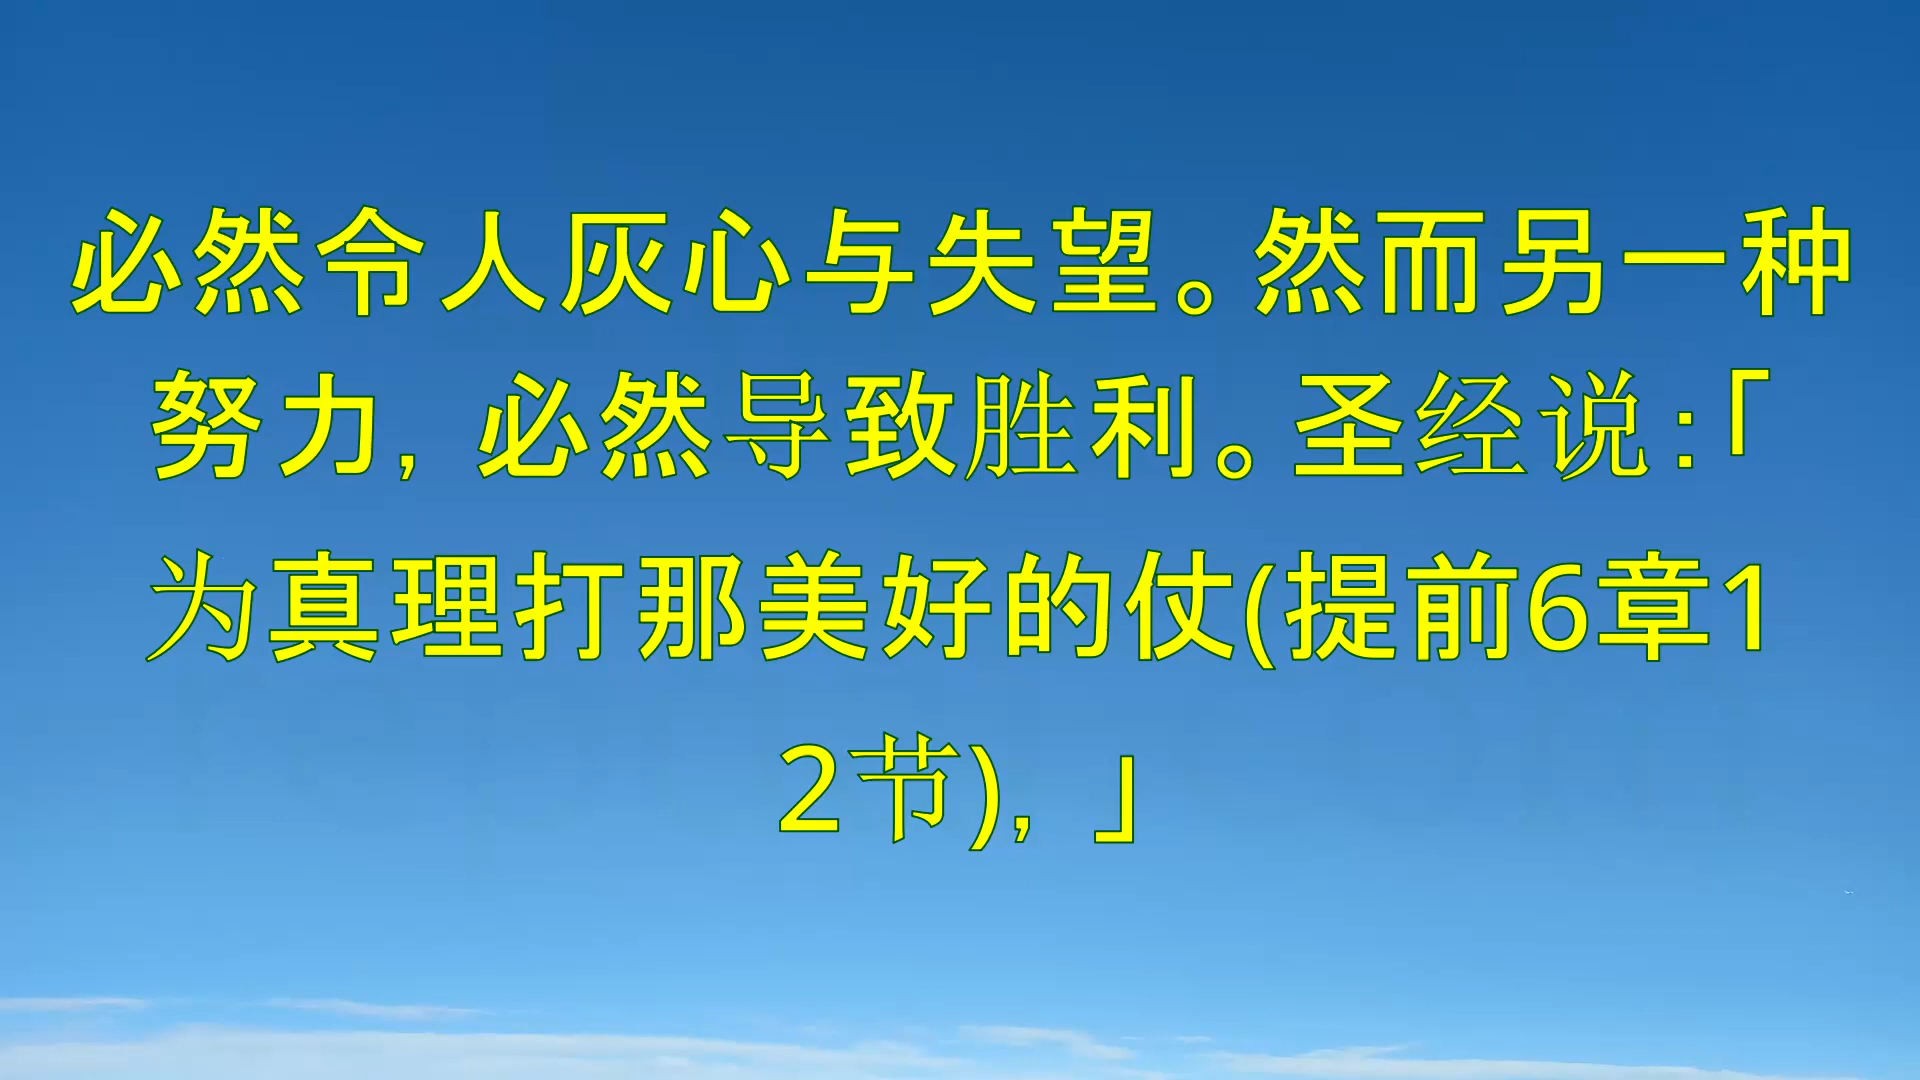 必然令人灰心与失望。然而另一种
努力，必然导致胜利。圣经说：「
为真理打那美好的仗(提前6章1
2节)，」